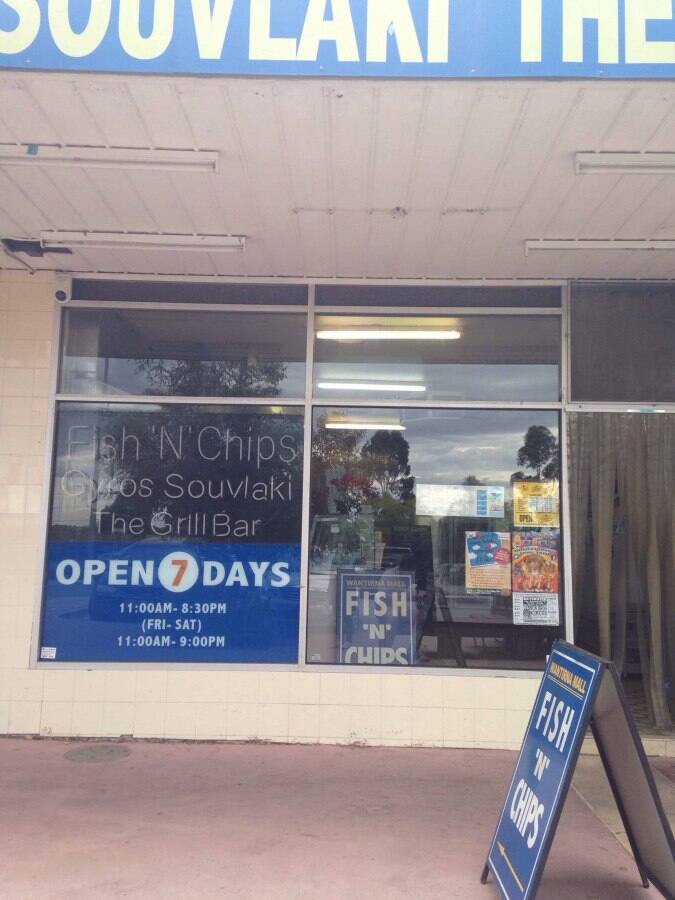 SOUVLAKI THE
Fish 'N' Chips
Gyros Souvlaki
The Grill Bar
OPEN 7 DAYS
11:00AM- 8:30PM
(FRI- SAT)
11:00AM- 9:00PM
WANTIRNA MALL
FISH
'N'
CHIPS
OPEN
WANTIRNA MALL
FISH
'N'
CHIPS